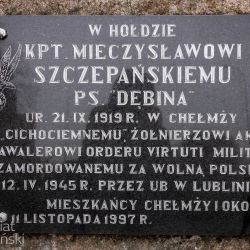 W HOŁDZIE
KPT. MIECZYSŁAWOWI
SZCZEPAŃSKIEMU
PS. "DĘBINA"
UR. 21. IX. 1919 R. W CHEŁMŻY
„CICHOCIEMNEMU", ŻOŁNIERZOWI AK
KAWALEROWI ORDERU VIRTUTI MILIT
ZAMORDOWANEMU ZA WOLNĄ POLSK
12. IV. 1945 R. PRZEZ UB W LUBLINI
MIESZKAŃCY CHEŁMŻY I OKO
11 LISTOPADA 1997 R.